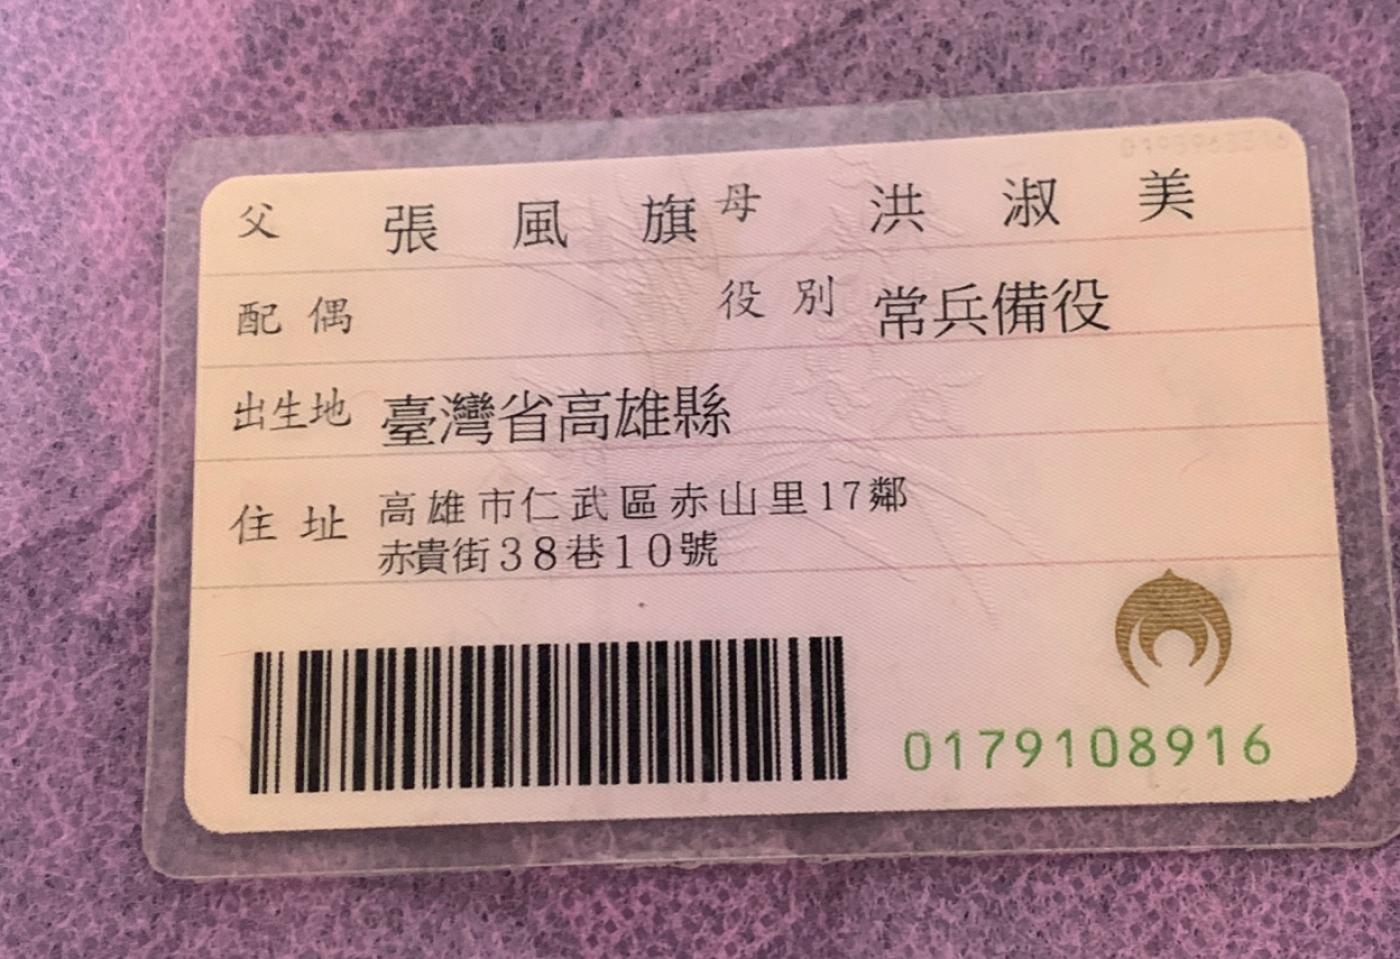 父 張風旗 母 洪淑美
配偶 役別 常兵備役
出生地 臺灣省高雄縣
住址 高雄市仁武區赤山里17鄰
赤貴街38巷10號
0179108916